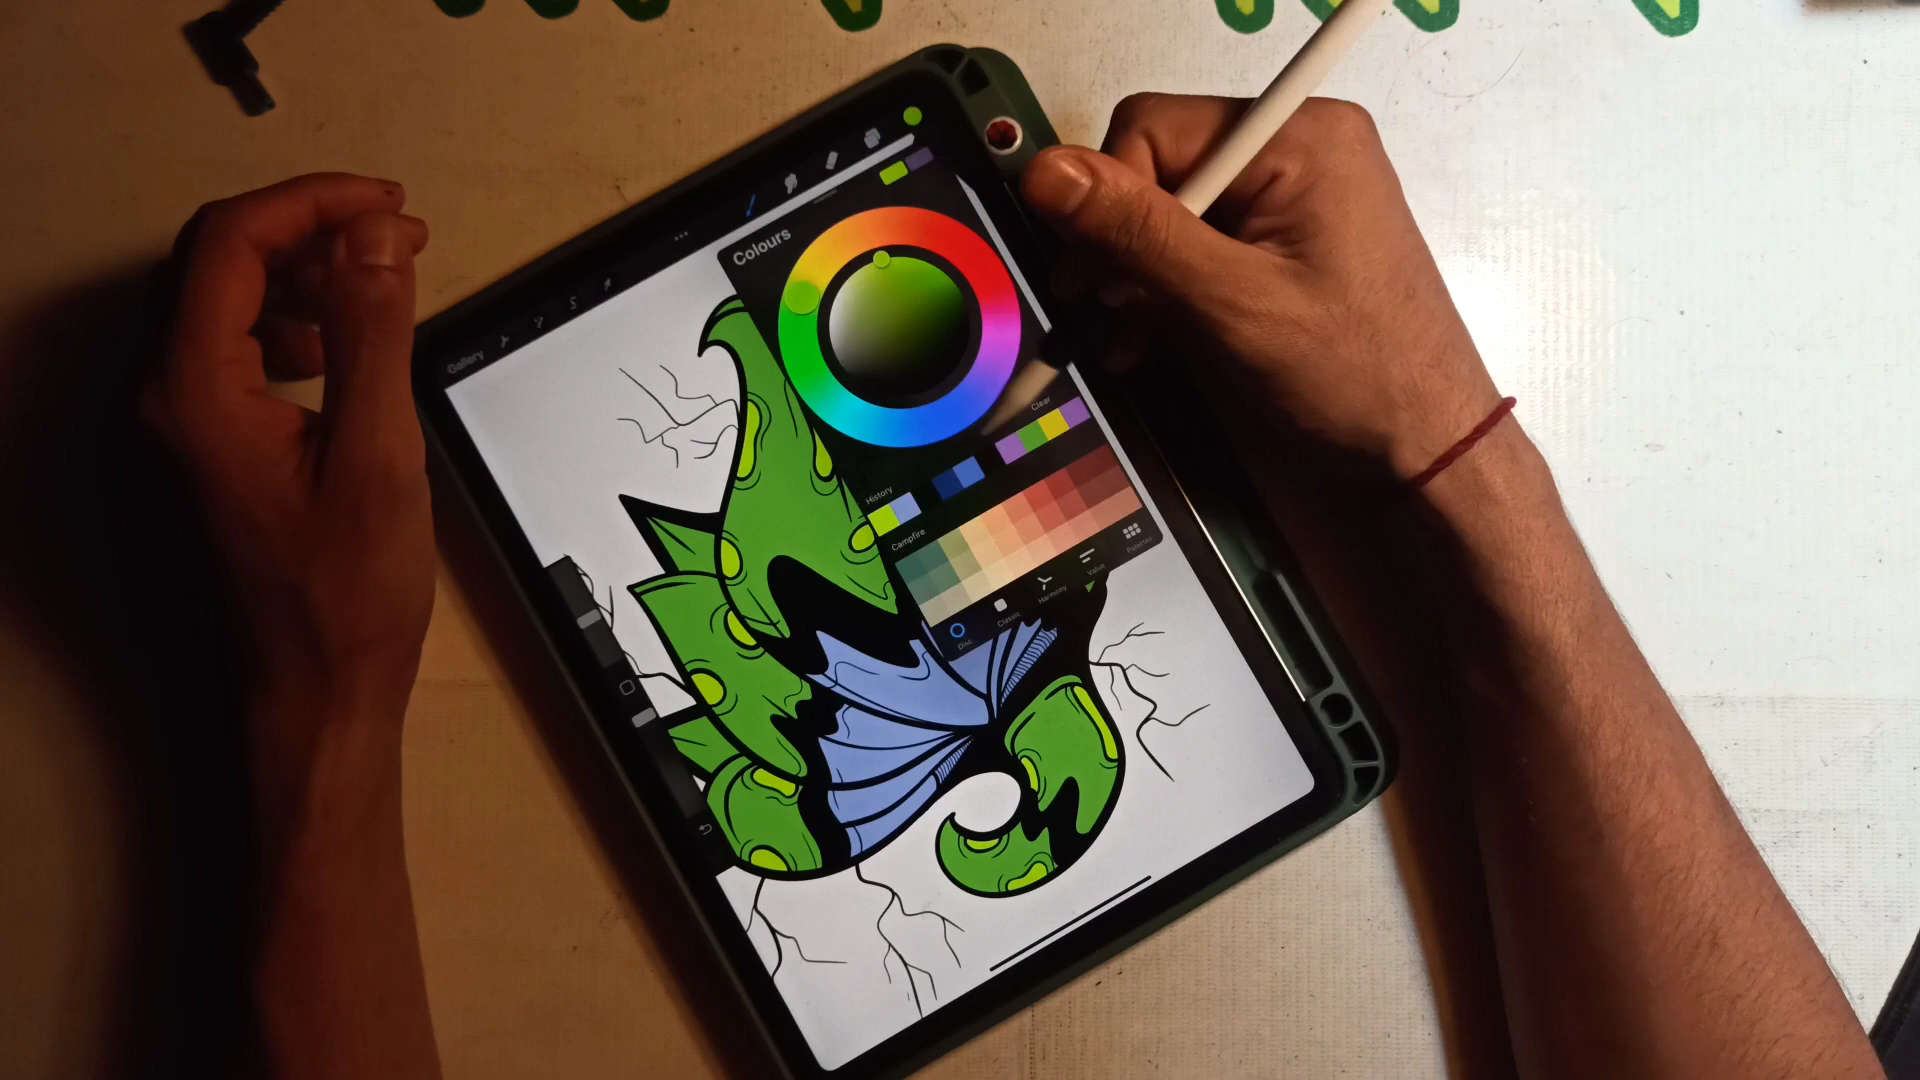 Gallery
Colours
Clear
History
Campfire
Disc
Classic
Harmony
Value
Palettes